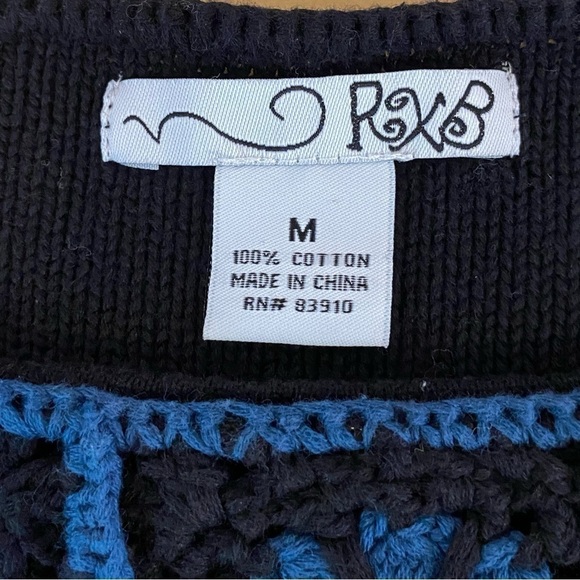 RXB
M
100% COTTON
MADE IN CHINA
RN# 83910